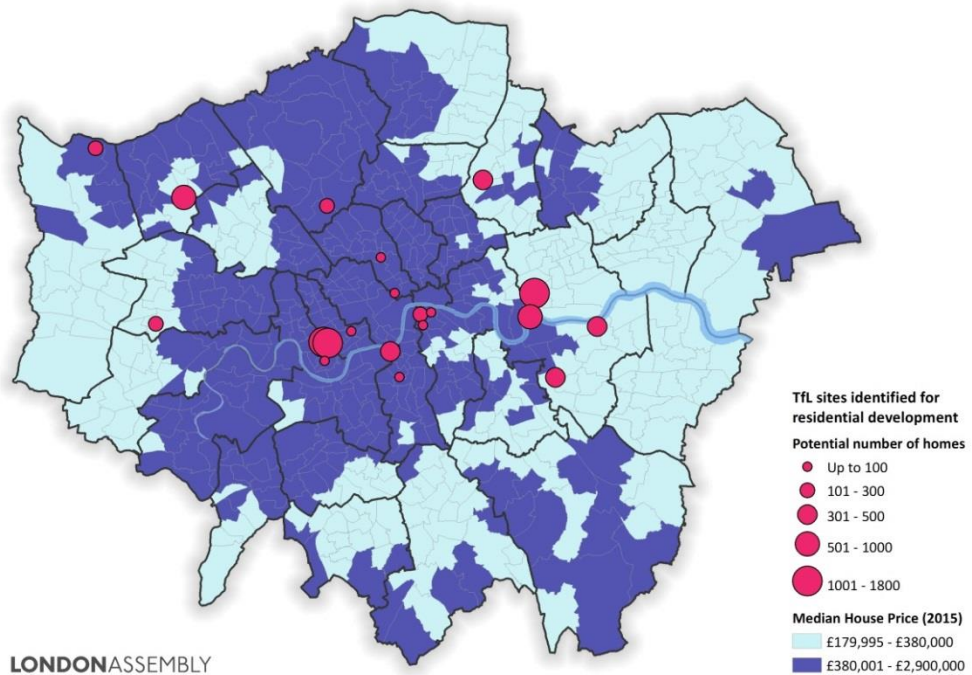 TfL sites identified for
residential development
Potential number of homes
Up to 100
101 - 300
301 - 500
501 - 1000
1001 - 1800
Median House Price (2015)
£179,995 - £380,000
£380,001 - £2,900,000
LONDONASSEMBLY